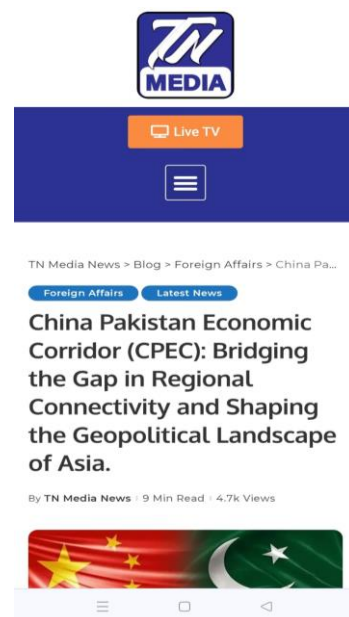 TN
MEDIA
Live TV
TN Media News > Blog > Foreign Affairs > China Pa...
Foreign Affairs Latest News
China Pakistan Economic
Corridor (CPEC): Bridging
the Gap in Regional
Connectivity and Shaping
the Geopolitical Landscape
of Asia.
By TN Media News 9 Min Read 4.7k Views